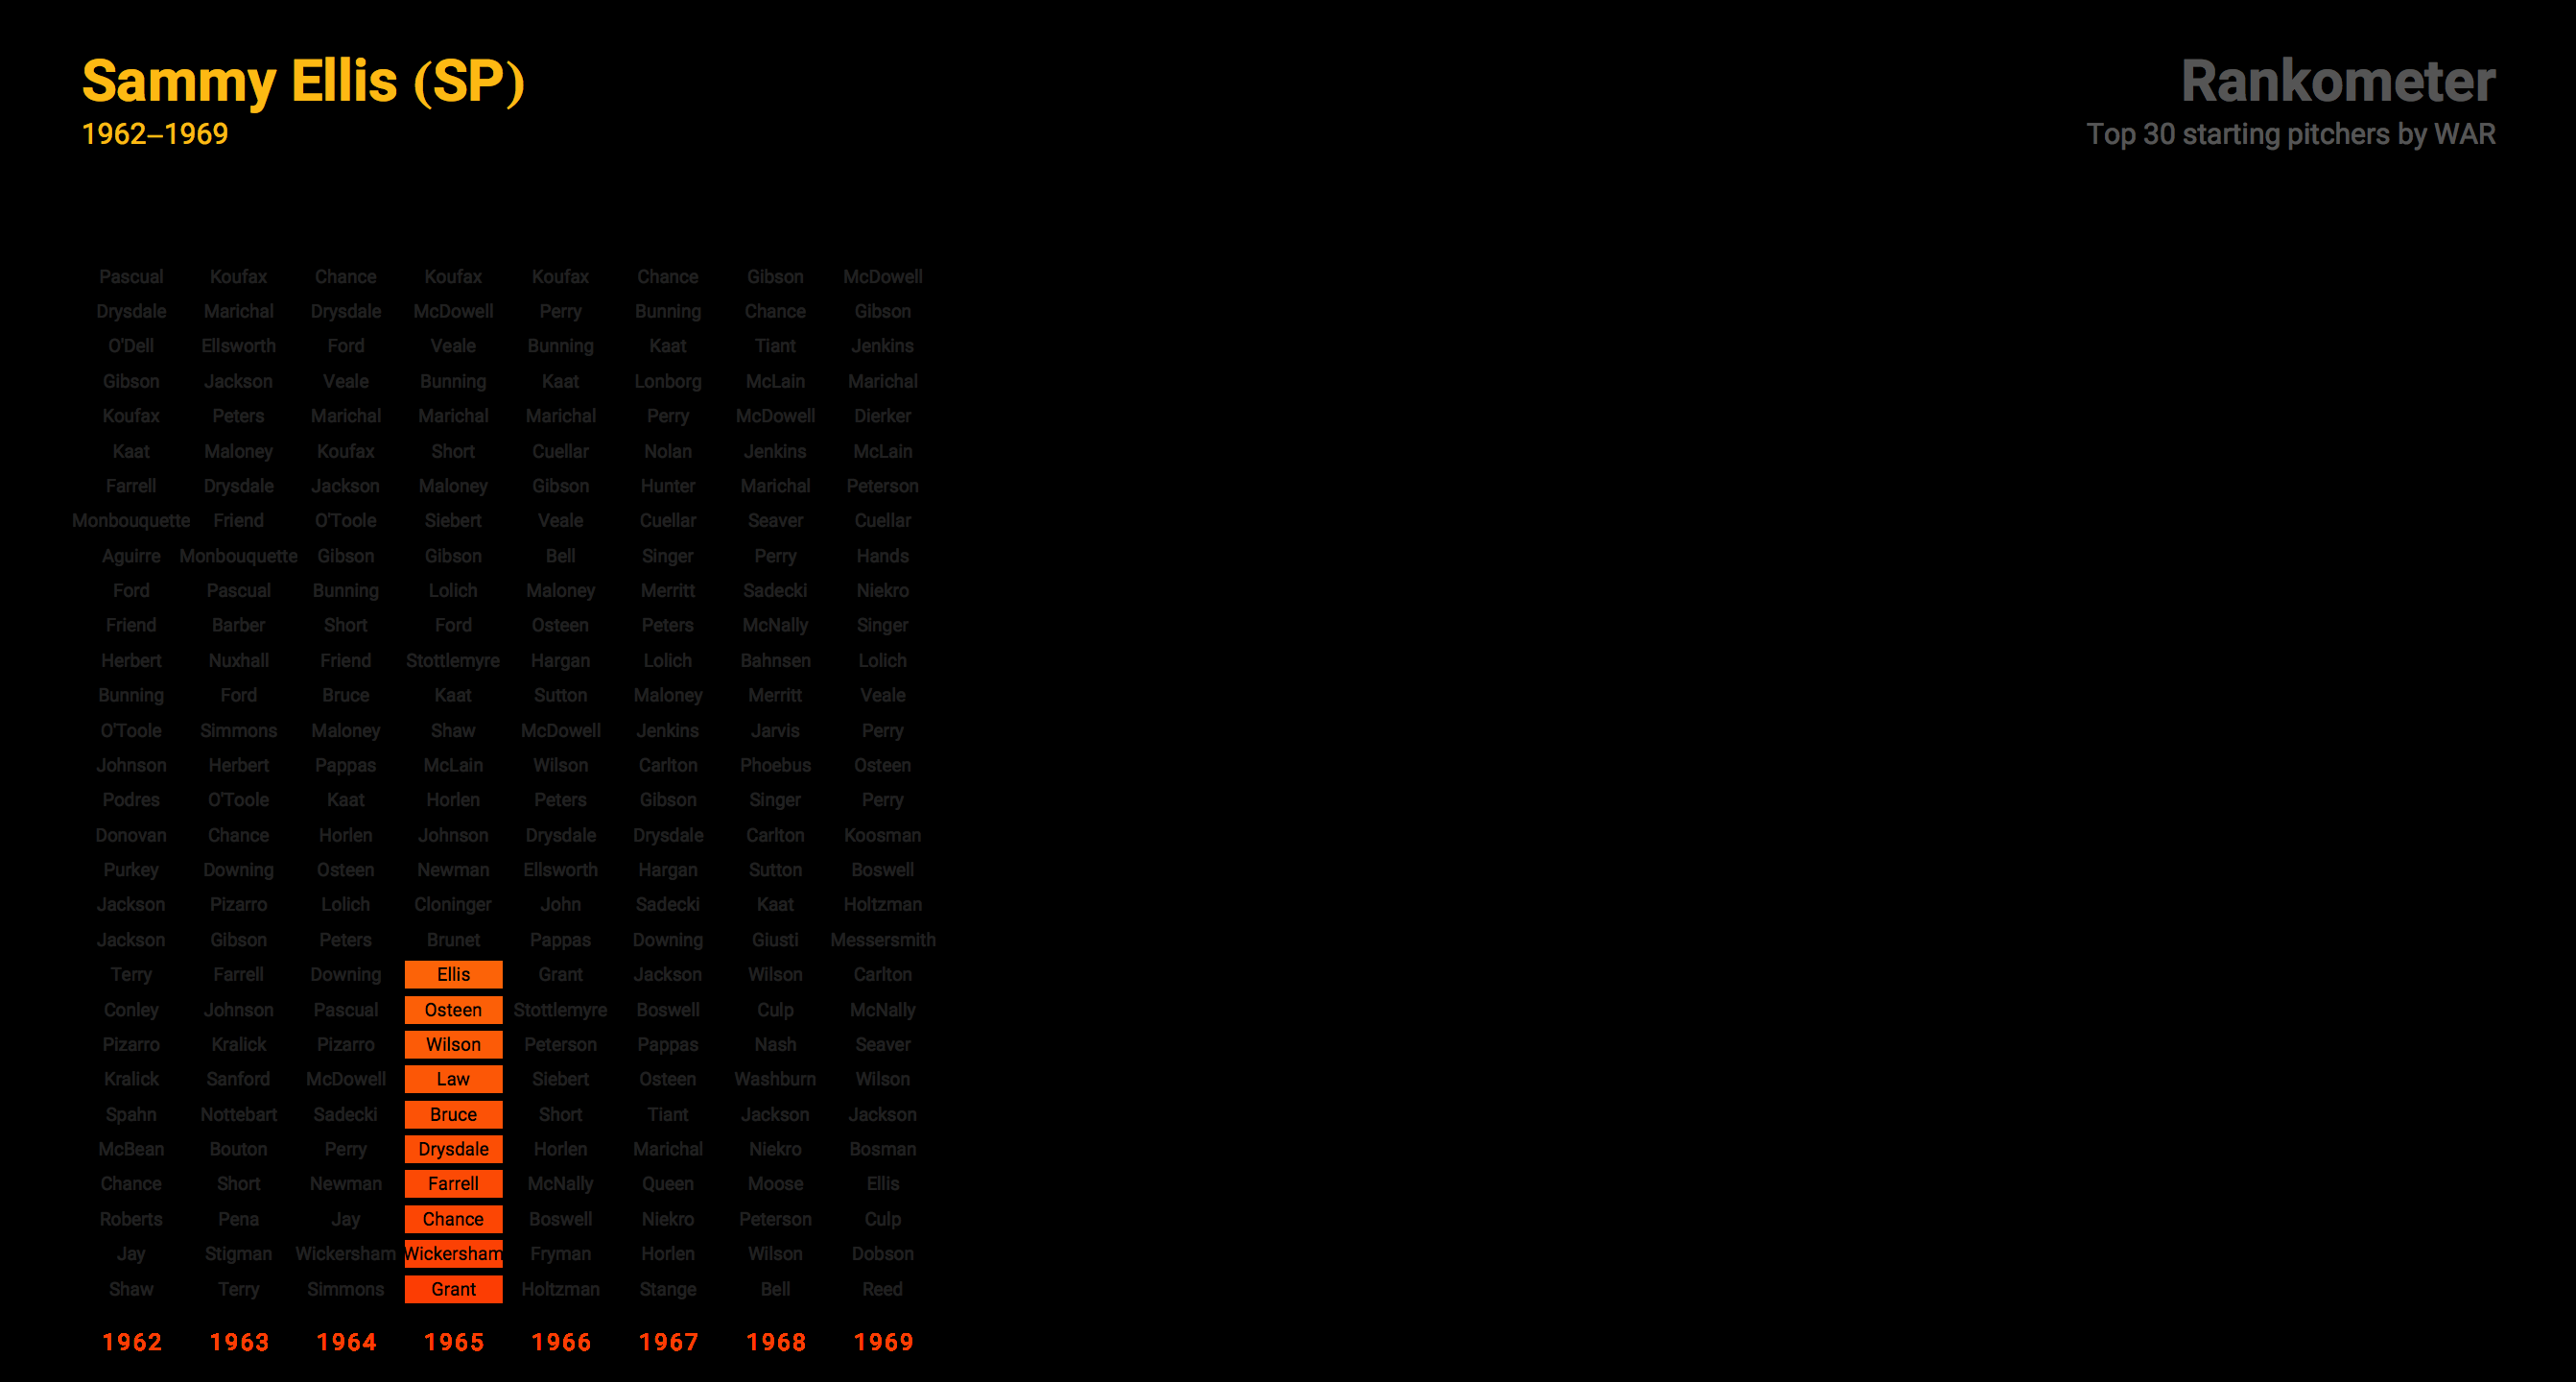 Sammy Ellis (SP)
1962–1969
Rankometer
Top 30 starting pitchers by WAR
Pascual Koufax Chance Koufax Koufax Chance Gibson McDowell
Drysdale Marichal Drysdale McDowell Perry Bunning Chance Gibson
O'Dell Ellsworth Ford Veale Bunning Kaat Tiant Jenkins
Gibson Jackson Veale Bunning Kaat Lonborg McLain Marichal
Koufax Peters Marichal Marichal Marichal Perry McDowell Dierker
Kaat Maloney Koufax Short Cuellar Nolan Jenkins McLain
Farrell Drysdale Jackson Maloney Gibson Hunter Marichal Peterson
Monbouquette Friend O'Toole Siebert Veale Cuellar Seaver Cuellar
Aguirre Monbouquette Gibson Gibson Bell Singer Perry Hands
Ford Pascual Bunning Lolich Maloney Merritt Sadecki Niekro
Friend Barber Short Ford Osteen Peters McNally Singer
Herbert Nuxhall Friend Stottlemyre Hargan Lolich Bahnsen Lolich
Bunning Ford Bruce Kaat Sutton Maloney Merritt Veale
O'Toole Simmons Maloney Shaw McDowell Jenkins Jarvis Perry
Johnson Herbert Pappas McLain Wilson Carlton Phoebus Osteen
Podres O'Toole Kaat Horlen Peters Gibson Singer Perry
Donovan Chance Horlen Johnson Drysdale Drysdale Carlton Koosman
Purkey Downing Osteen Newman Ellsworth Hargan Sutton Boswell
Jackson Pizarro Lolich Cloninger John Sadecki Kaat Holtzman
Jackson Gibson Peters Brunet Pappas Downing Giusti Messersmith
Terry Farrell Downing Ellis Grant Jackson Wilson Carlton
Conley Johnson Pascual Osteen Stottlemyre Boswell Culp McNally
Pizarro Kralick Pizarro Wilson Peterson Pappas Nash Seaver
Kralick Sanford McDowell Law Siebert Osteen Washburn Wilson
Spahn Nottebart Sadecki Bruce Short Tiant Jackson Jackson
McBean Bouton Perry Drysdale Horlen Marichal Niekro Bosman
Chance Short Newman Farrell McNally Queen Moose Ellis
Roberts Pena Jay Chance Boswell Niekro Peterson Culp
Jay Stigman Wickersham Wickersham Fryman Horlen Wilson Dobson
Shaw Terry Simmons Grant Holtzman Stange Bell Reed
1962 1963 1964 1965 1966 1967 1968 1969